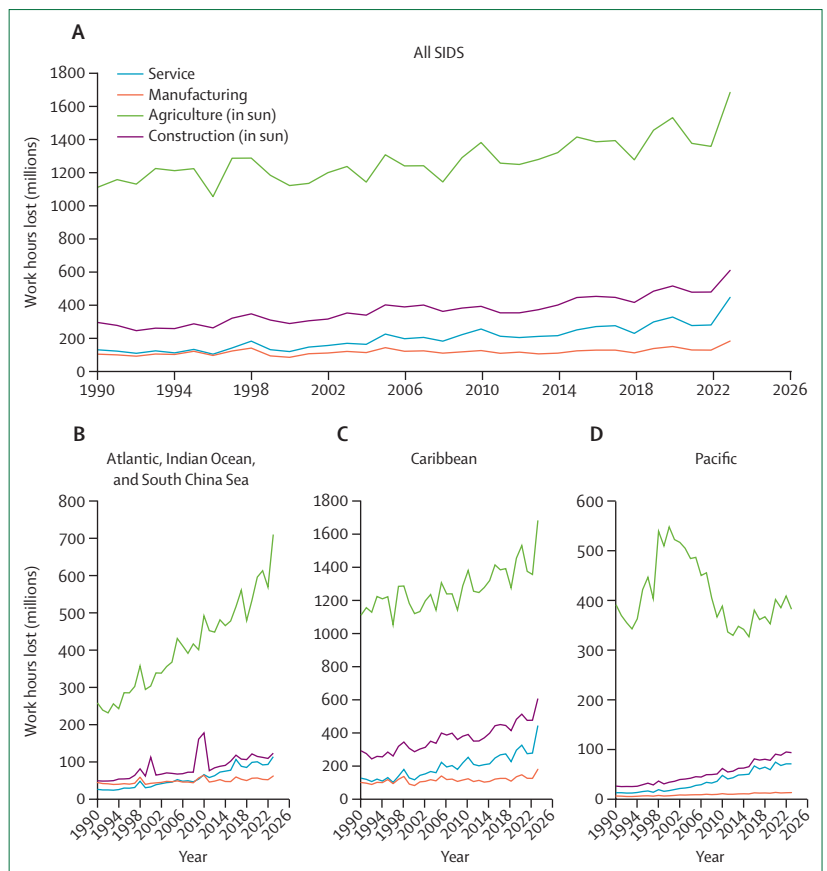 A
All SIDS
Work hours lost (millions)
1800
1600
1400
1200
1000
800
600
400
200
0
Service
Manufacturing
Agriculture (in sun)
Construction (in sun)
1990 1994 1998 2002 2006 2010 2014 2018 2022 2026
B
Atlantic, Indian Ocean,
and South China Sea
Work hours lost (millions)
800
700
600
500
400
300
200
100
0
1990 1994 1998 2002 2006 2010 2014 2018 2022 2026
Year
C
Caribbean
1800
1600
1400
1200
1000
800
600
400
200
0
1990 1994 1998 2002 2006 2010 2014 2018 2022 2026
Year
D
Pacific
600
500
400
300
200
100
0
1990 1994 1998 2002 2006 2010 2014 2018 2022 2026
Year